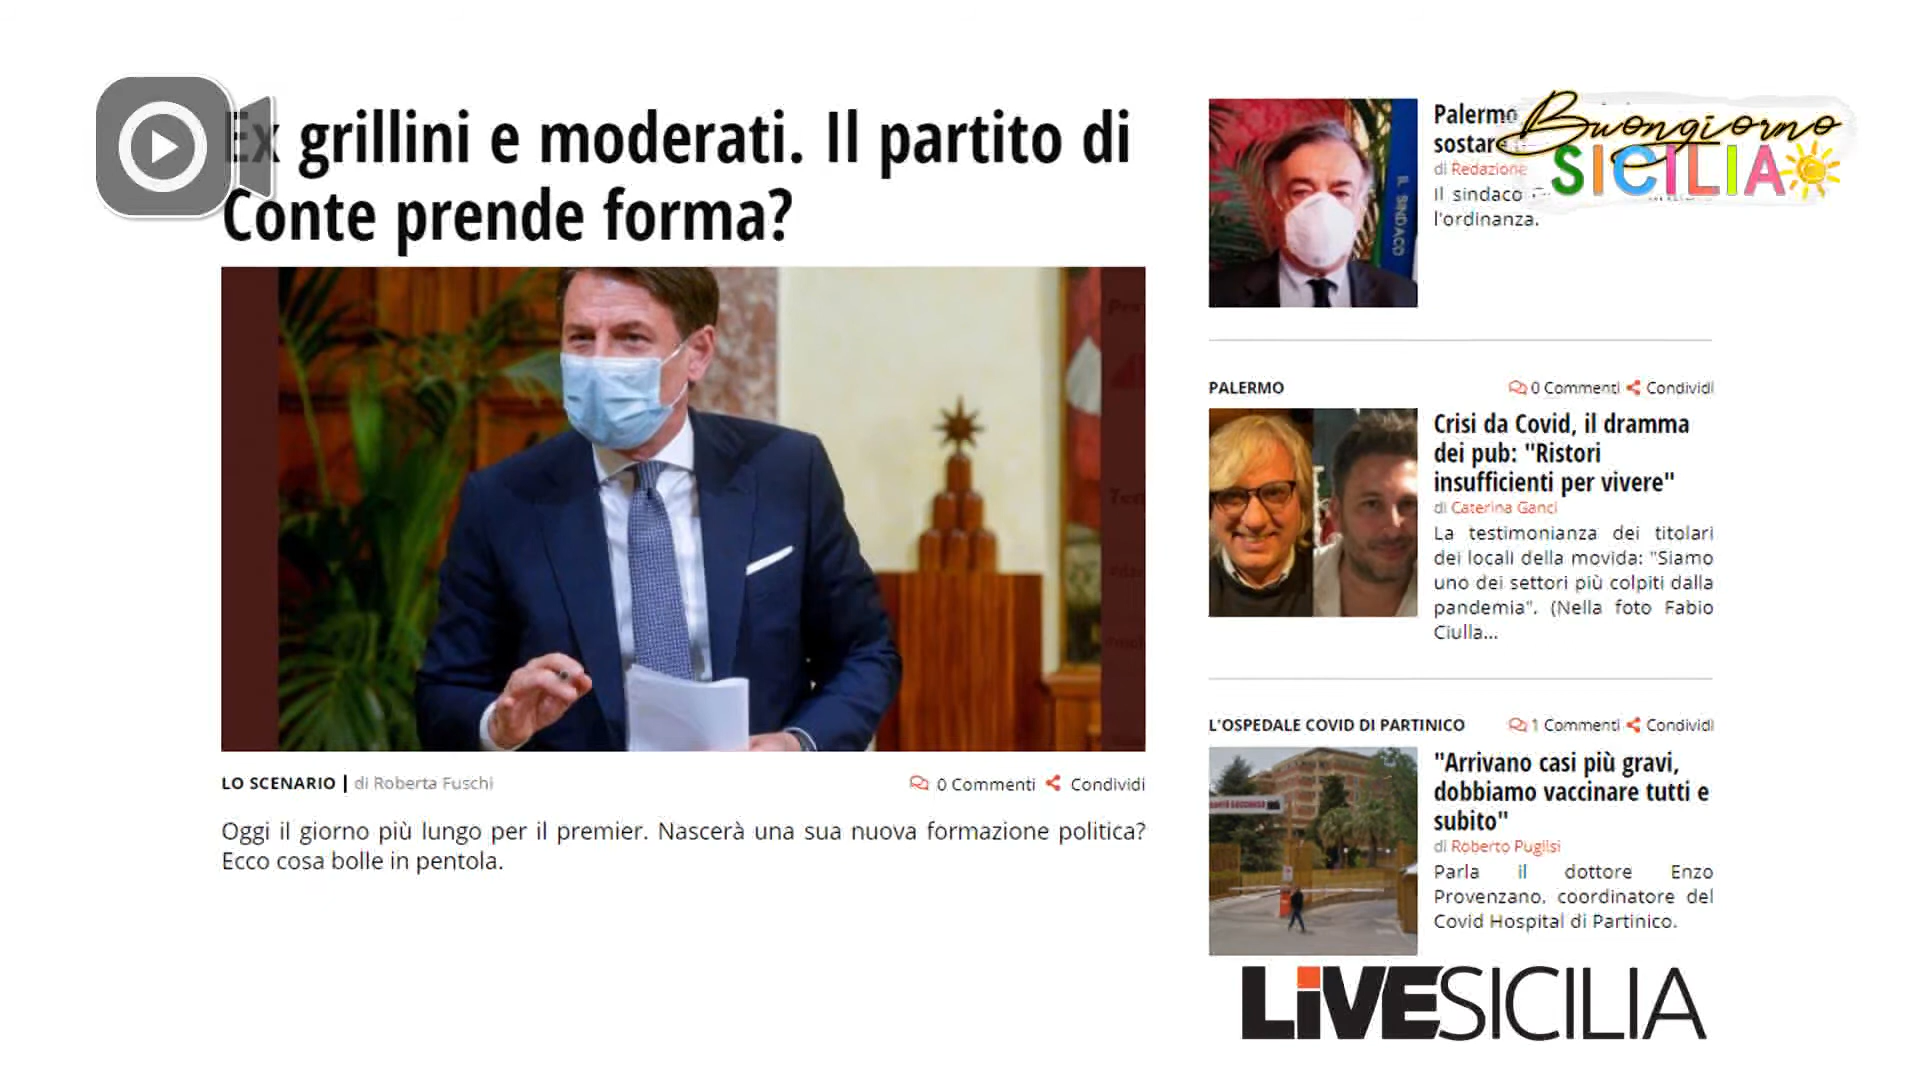 Ex grillini e moderati. Il partito di
Conte prende forma?
LO SCENARIO | di Roberta Fuschi
0 Commenti Condividi
Oggi il giorno più lungo per il premier. Nascerà una sua nuova formazione politica?
Ecco cosa bolle in pentola.
Buongiorno
SICILIA
Palermo
sostare
di Redazione
Il sindaco
l'ordinanza.
IL SINDACO
PALERMO
0 Commenti Condividi
Crisi da Covid, il dramma
dei pub: "Ristori
insufficienti per vivere"
di Caterina Ganci
La testimonianza dei titolari
dei locali della movida: "Siamo
uno dei settori più colpiti dalla
pandemia". (Nella foto Fabio
Ciulla...
L'OSPEDALE COVID DI PARTINICO
1 Commenti Condividi
"Arrivano casi più gravi,
dobbiamo vaccinare tutti e
subito"
di Roberto Puglisi
Parla il dottore Enzo
Provenzano, coordinatore del
Covid Hospital di Partinico.
LiVESICILIA